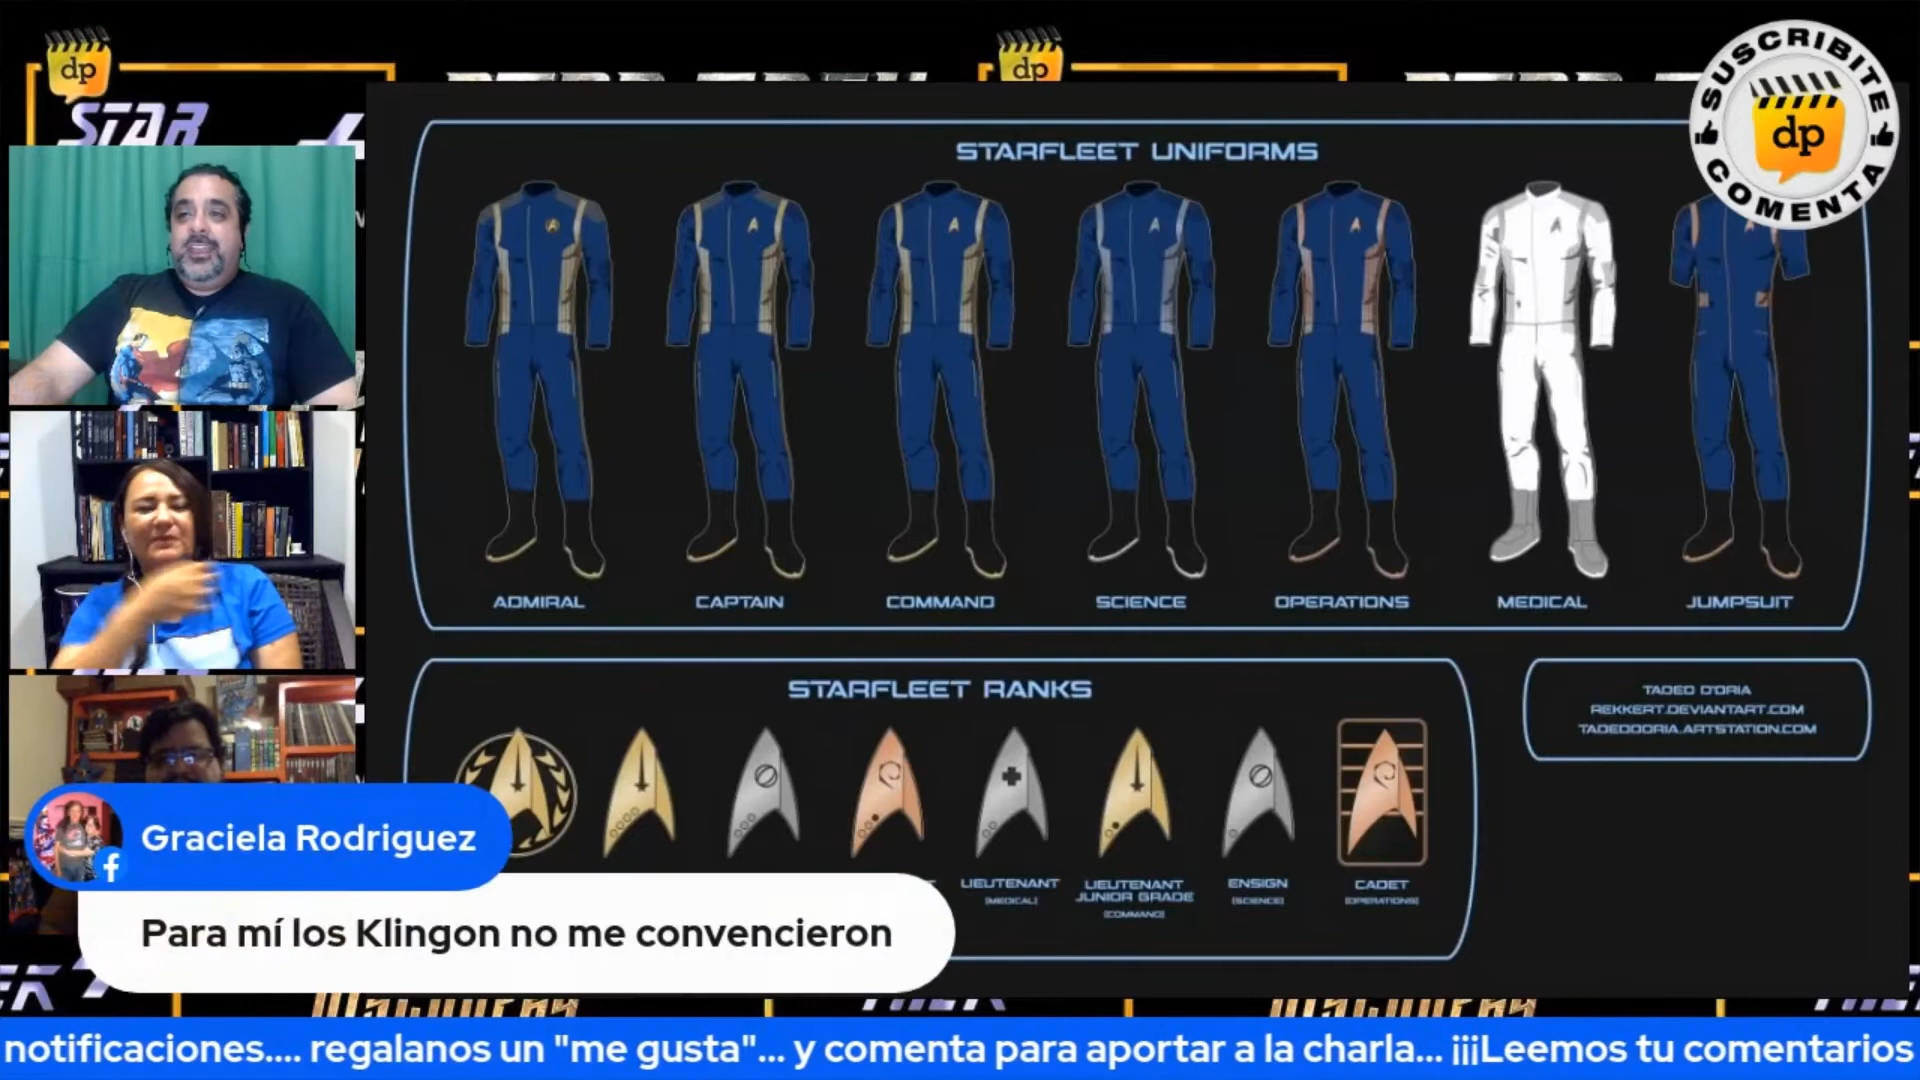 dp
dp
STAR
SUSCRIBITE
dp
COMENTA
STARFLEET UNIFORMS
ADMIRAL
CAPTAIN
COMMAND
SCIENCE
OPERATIONS
MEDICAL
JUMPSUIT
STARFLEET RANKS
TADEO D'ORIA
REKKERT.DEVIANTART.COM
TADEODORIA.ARTSTATION.COM
LIEUTENANT
(MEDICAL)
LIEUTENANT
JUNIOR GRADE
(COMMAND)
ENSIGN
(SCIENCE)
CADET
(OPERATIONS)
Graciela Rodriguez
Para mí los Klingon no me convencieron
notificaciones.... regalanos un "me gusta"... y comenta para aportar a la charla... ¡¡¡Leemos tu comentarios